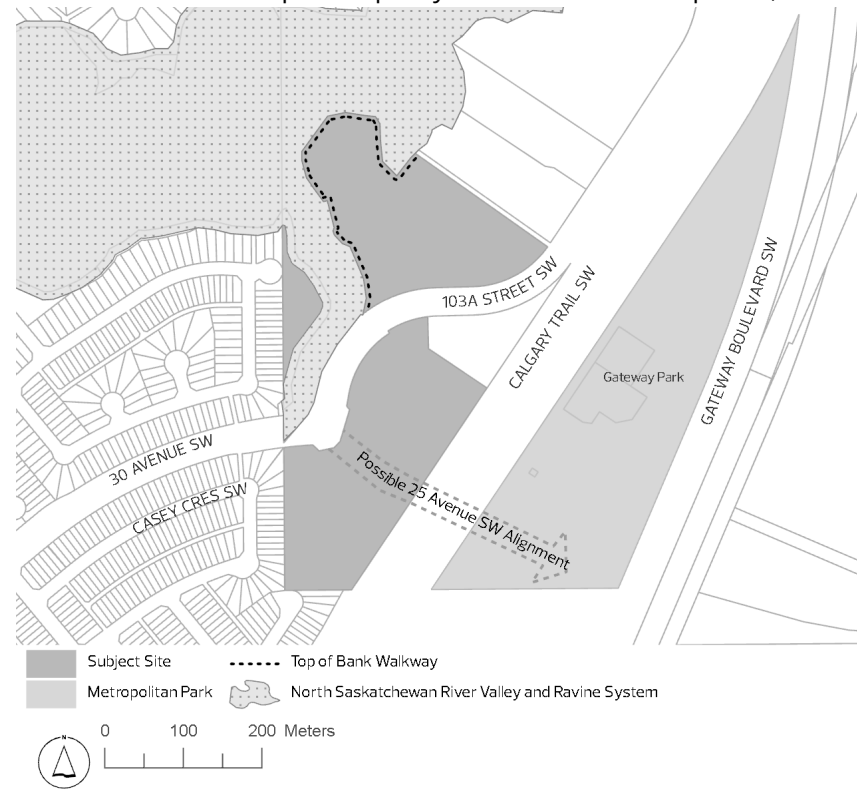 103A STREET SW
CALGARY TRAIL SW
GATEWAY BOULEVARD SW
Gateway Park
30 AVENUE SW
CASEY CRES SW
Possible 25 Avenue SW Alignment
Subject Site
Top of Bank Walkway
Metropolitan Park
North Saskatchewan River Valley and Ravine System
0 100 200 Meters
N